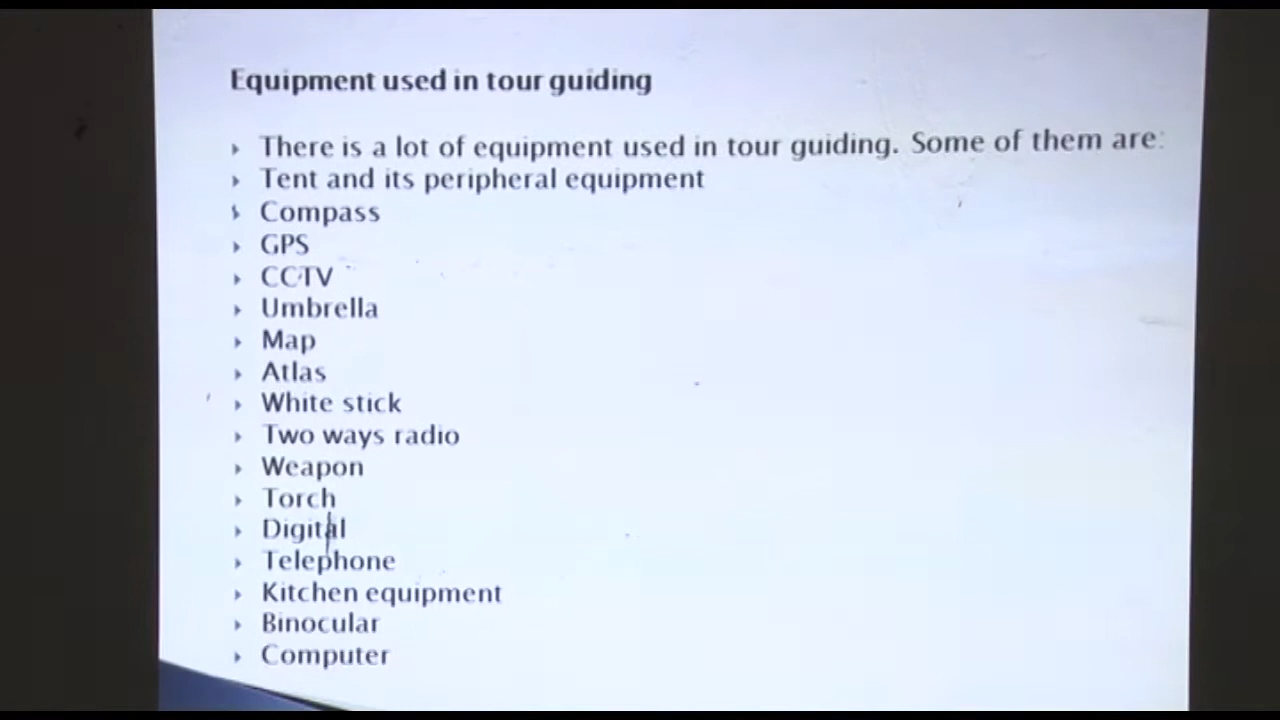 Equipment used in tour guiding
There is a lot of equipment used in tour guiding. Some of them are:
Tent and its peripheral equipment
Compass
GPS
CCTV
Umbrella
Map
Atlas
White stick
Two ways radio
Weapon
Torch
Digital
Telephone
Kitchen equipment
Binocular
Computer